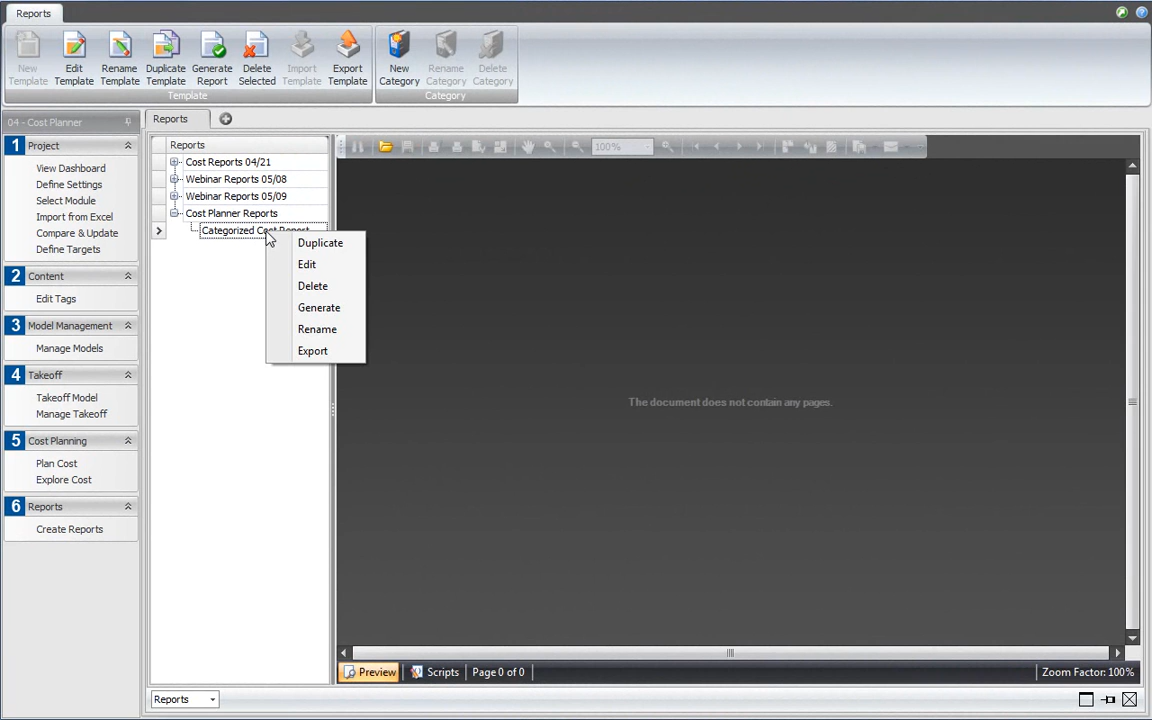 Reports
New Template
Edit Template
Rename Template
Duplicate Template
Generate Report
Delete Selected
Import Template
Export Template
Template
New Category
Rename Category
Delete Category
Category
04 - Cost Planner
1 Project
View Dashboard
Define Settings
Select Module
Import from Excel
Compare & Update
Define Targets
2 Content
Edit Tags
3 Model Management
Manage Models
4 Takeoff
Takeoff Model
Manage Takeoff
5 Cost Planning
Plan Cost
Explore Cost
6 Reports
Create Reports
Reports
Reports
Cost Reports 04/21
Webinar Reports 05/08
Webinar Reports 05/09
Cost Planner Reports
Categorized Cost Report
Duplicate
Edit
Delete
Generate
Rename
Export
100%
The document does not contain any pages.
Preview
Scripts
Page 0 of 0
Zoom Factor: 100%
Reports